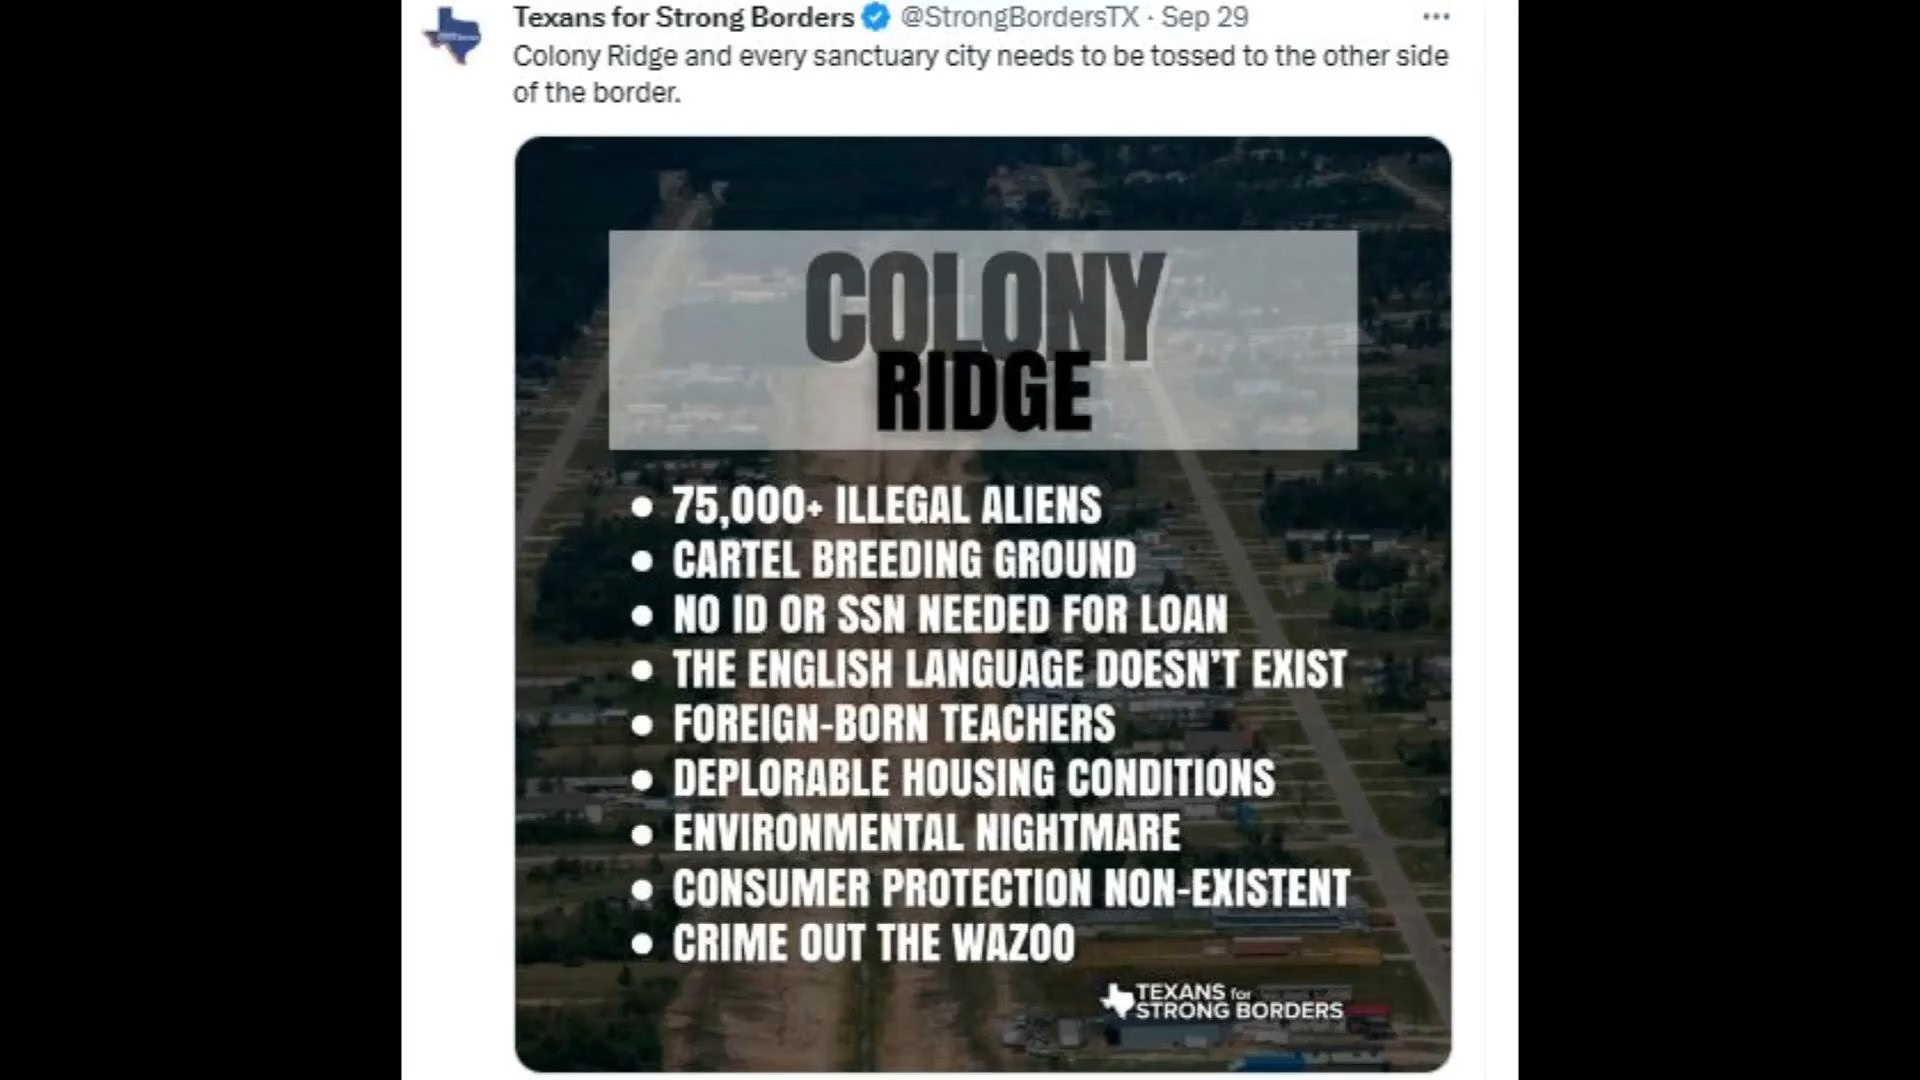 Texans for Strong Borders @StrongBordersTX · Sep 29
Colony Ridge and every sanctuary city needs to be tossed to the other side
of the border.
COLONY
RIDGE
• 75,000+ ILLEGAL ALIENS
• CARTEL BREEDING GROUND
• NO ID OR SSN NEEDED FOR LOAN
• THE ENGLISH LANGUAGE DOESN'T EXIST
• FOREIGN-BORN TEACHERS
• DEPLORABLE HOUSING CONDITIONS
• ENVIRONMENTAL NIGHTMARE
• CONSUMER PROTECTION NON-EXISTENT
• CRIME OUT THE WAZOO
TEXANS for
STRONG BORDERS